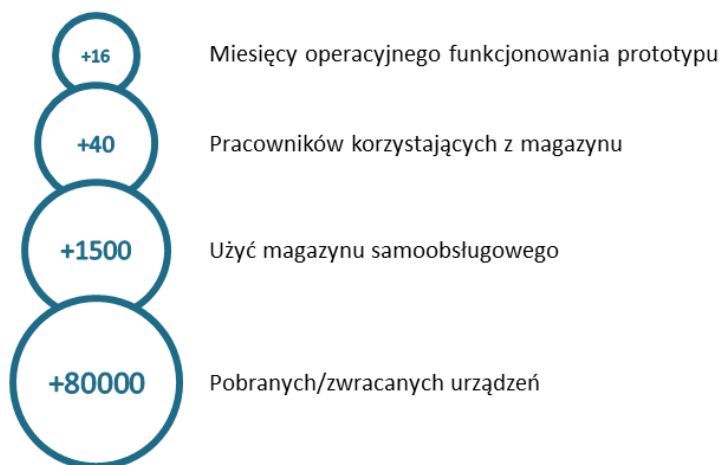 +16 Miesięcy operacyjnego funkcjonowania prototypu
+40 Pracowników korzystających z magazynu
+1500 Użyć magazynu samoobsługowego
+80000 Pobranych/zwracanych urządzeń